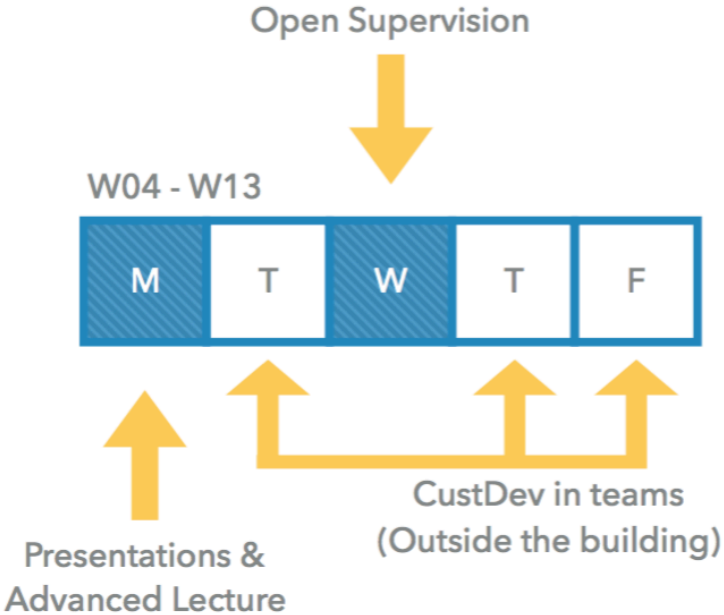 Open Supervision
W04 - W13
M T W T F
CustDev in teams
(Outside the building)
Presentations &
Advanced Lecture